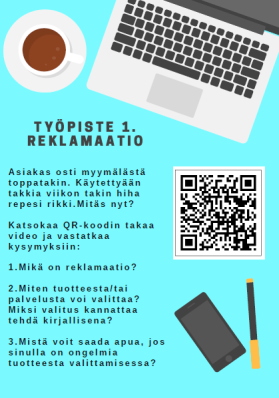 TYÖPISTE 1.
REKLAMAATIO
Asiakas osti myymälästä
toppatakin. Käytettyään
takkia viikon takin hiha
repesi rikki.Mitäs nyt?
Katsokaa QR-koodin takaa
video ja vastatkaa
kysymyksiin:
1.Mikä on reklamaatio?
2.Miten tuotteesta/tai
palvelusta voi valittaa?
Miksi valitus kannattaa
tehdä kirjallisena?
3.Mistä voit saada apua, jos
sinulla on ongelmia
tuotteesta valittamisessa?